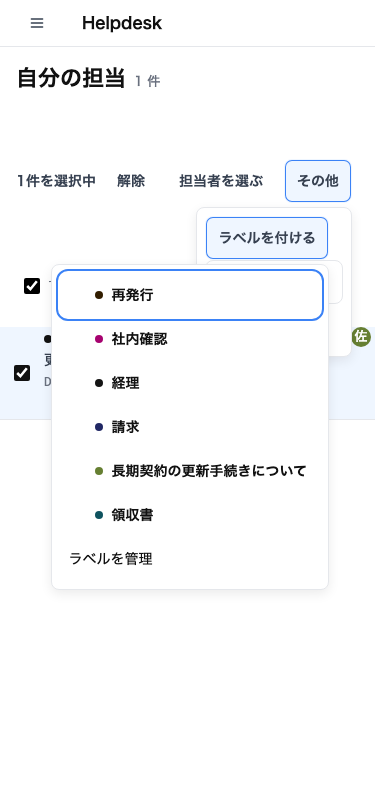 Helpdesk
自分の担当 1 件
1件を選択中 解除 担当者を選ぶ その他
ラベルを付ける
再発行
社内確認
経理
請求
長期契約の更新手続きについて
領収書
ラベルを管理
佐